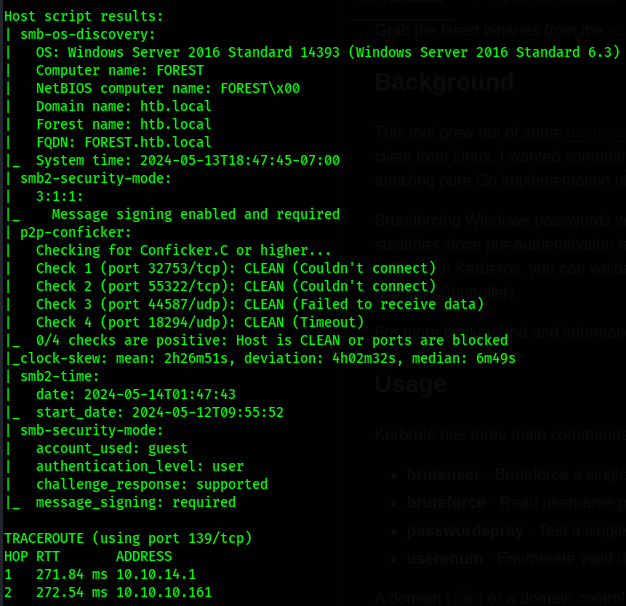 Host script results:
| smb-os-discovery:
|   OS: Windows Server 2016 Standard 14393 (Windows Server 2016 Standard 6.3)
|   Computer name: FOREST
|   NetBIOS computer name: FOREST\x00
|   Domain name: htb.local
|   Forest name: htb.local
|   FQDN: FOREST.htb.local
|_  System time: 2024-05-13T18:47:45-07:00
| smb2-security-mode:
|   3:1:1:
|_    Message signing enabled and required
| p2p-conficker:
|   Checking for Conficker.C or higher...
|   Check 1 (port 32753/tcp): CLEAN (Couldn't connect)
|   Check 2 (port 55322/tcp): CLEAN (Couldn't connect)
|   Check 3 (port 44587/udp): CLEAN (Failed to receive data)
|   Check 4 (port 18294/udp): CLEAN (Timeout)
|_  0/4 checks are positive: Host is CLEAN or ports are blocked
|_clock-skew: mean: 2h26m51s, deviation: 4h02m32s, median: 6m49s
| smb2-time:
|   date: 2024-05-14T01:47:43
|_  start_date: 2024-05-12T09:55:52
| smb-security-mode:
|   account_used: guest
|   authentication_level: user
|   challenge_response: supported
|_  message_signing: required
TRACEROUTE (using port 139/tcp)
HOP RTT       ADDRESS
1   271.84 ms 10.10.14.1
2   272.54 ms 10.10.10.161
Grab the latest binaries from the
Background
This tool grew out of some
client from Linux. I wanted
amazing pure Go implementation
Bruteforcing Windows passwords
stealthier since pre-authentication
Kerberos, you can
Usage
Kerbrute has three main commands
bruteuser - Bruteforce a single
bruteforce - Read username
passwordspray - Test a single
userenum - Enumerate valid
A domain ( ) or a domain